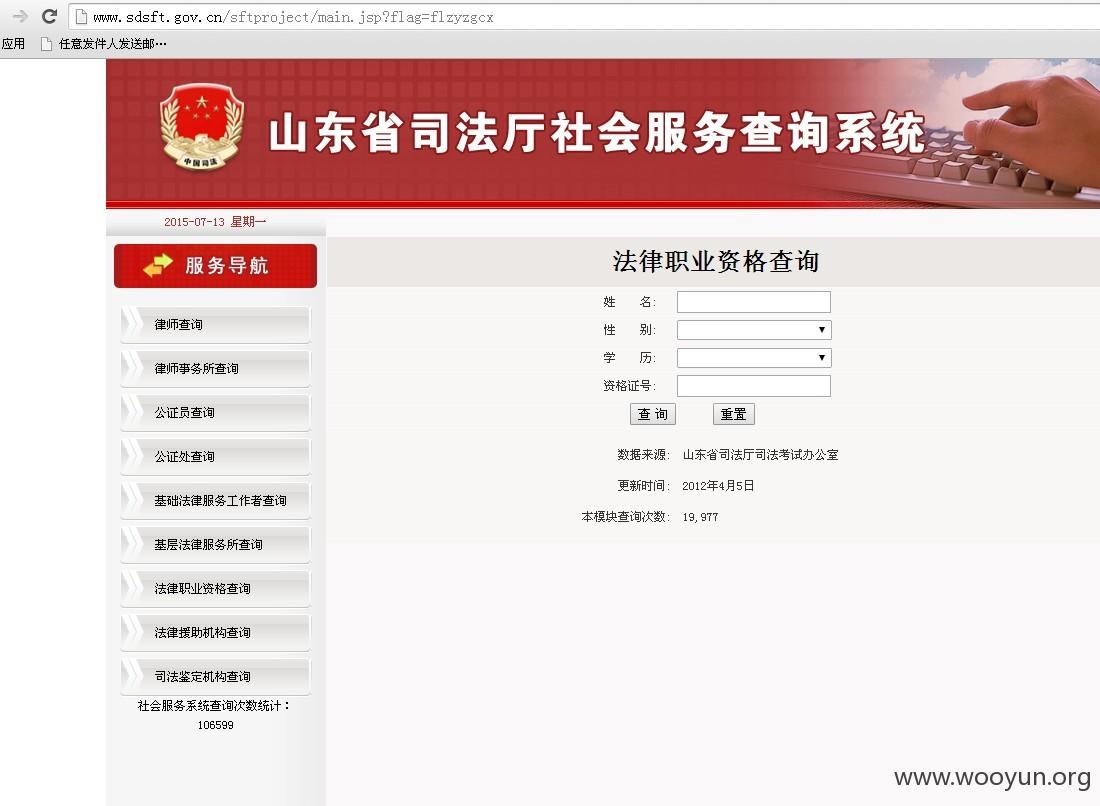 www.sdsft.gov.cn/sftproject/main.jsp?flag=flzyzgcx
应用 任意发件人发送邮…
中国司法
山东省司法厅社会服务查询系统
2015-07-13 星期一
服务导航
律师查询
律师事务所查询
公证员查询
公证处查询
基础法律服务工作者查询
基层法律服务所查询
法律职业资格查询
法律援助机构查询
司法鉴定机构查询
社会服务系统查询次数统计：
106599
法律职业资格查询
姓 名:
性 别:
学 历:
资格证号:
查 询 重置
数据来源: 山东省司法厅司法考试办公室
更新时间: 2012年4月5日
本模块查询次数: 19,977
www.wooyun.org